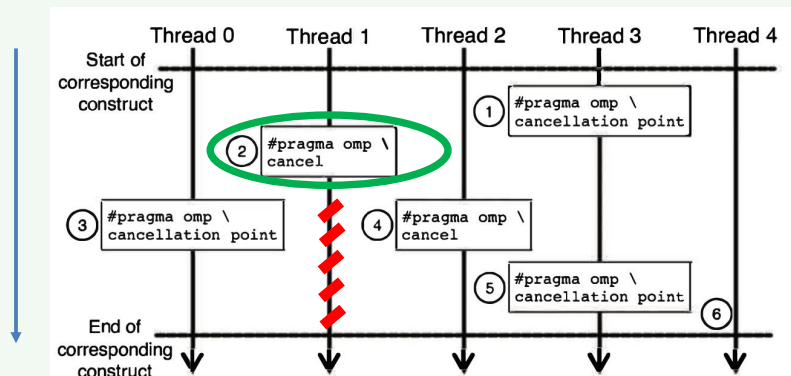 Thread 0 Thread 1 Thread 2 Thread 3 Thread 4
Start of
corresponding
construct
1
#pragma omp \
cancellation point
2
#pragma omp \
cancel
3
#pragma omp \
cancellation point
4
#pragma omp \
cancel
5
#pragma omp \
cancellation point
6
End of
corresponding
construct